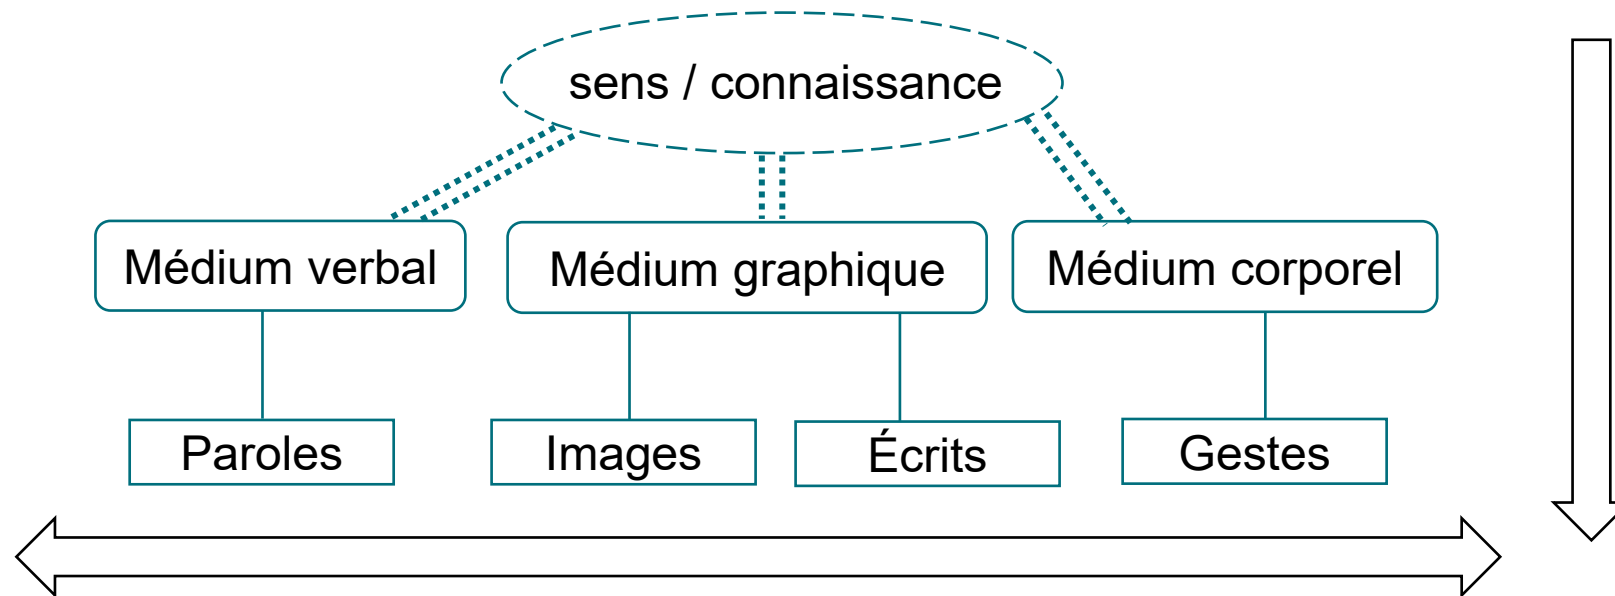 sens / connaissance
Médium verbal
Médium graphique
Médium corporel
Paroles
Images
Écrits
Gestes